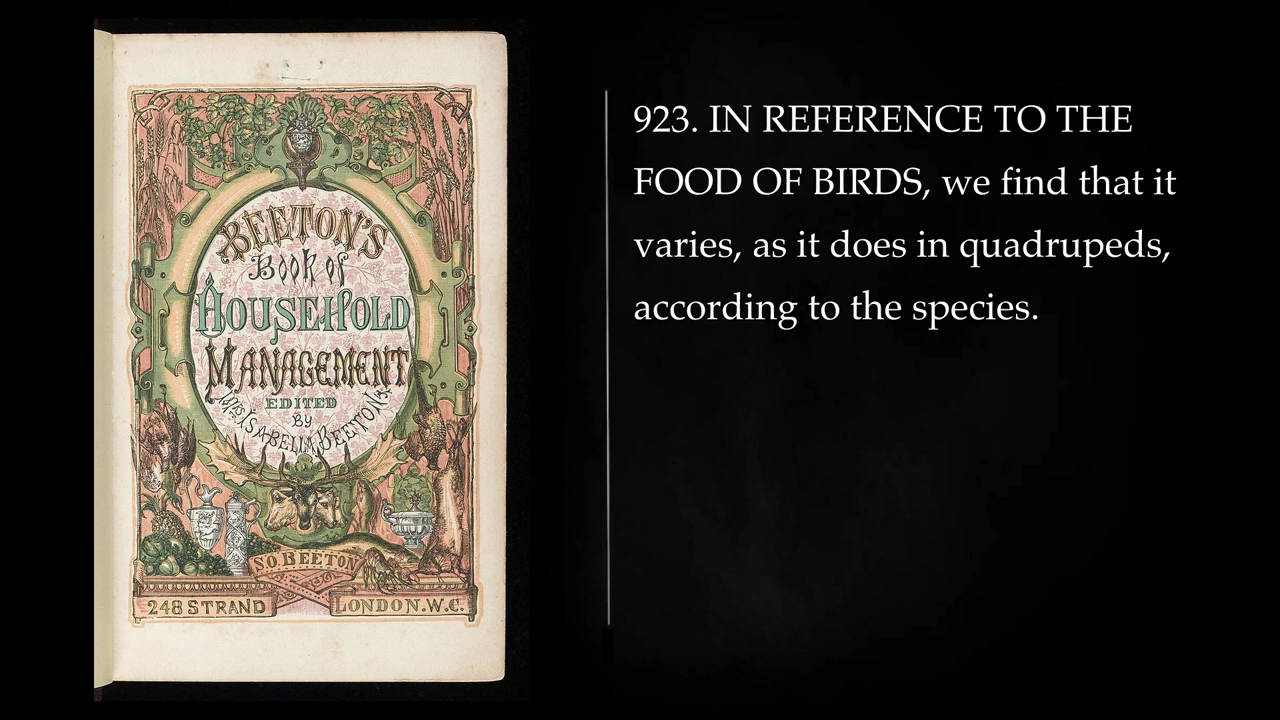 BEETON'S
Book of
HOUSEHOLD
MANAGEMENT
EDITED
BY
MRS ISABELLA BEETON
S.O. BEETON
248 STRAND
LONDON. W.C.
923. IN REFERENCE TO THE
FOOD OF BIRDS, we find that it
varies, as it does in quadrupeds,
according to the species.